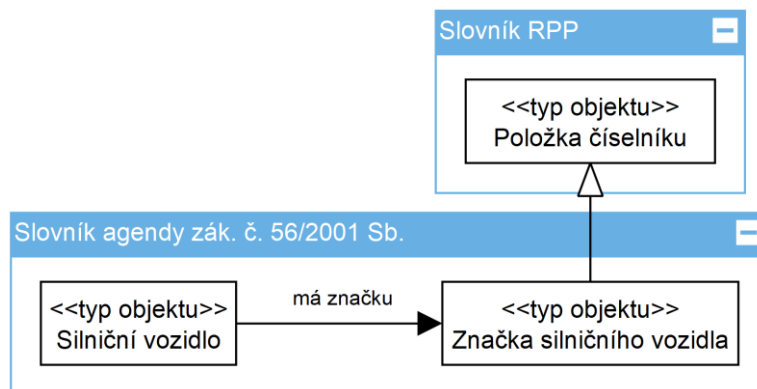 Slovník RPP
<<typ objektu>>
Položka číselníku
Slovník agendy zák. č. 56/2001 Sb.
<<typ objektu>>
Silniční vozidlo
má značku
<<typ objektu>>
Značka silničního vozidla